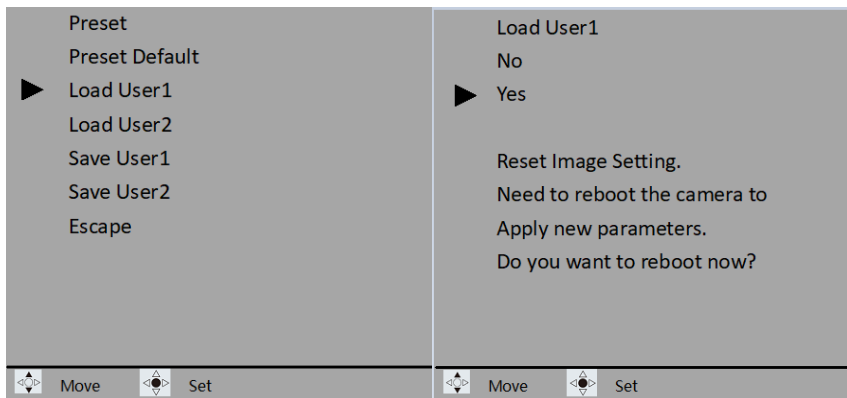 Preset
Preset Default
Load User1
Load User2
Save User1
Save User2
Escape
Move Set
Load User1
No
Yes
Reset Image Setting.
Need to reboot the camera to
Apply new parameters.
Do you want to reboot now?
Move Set